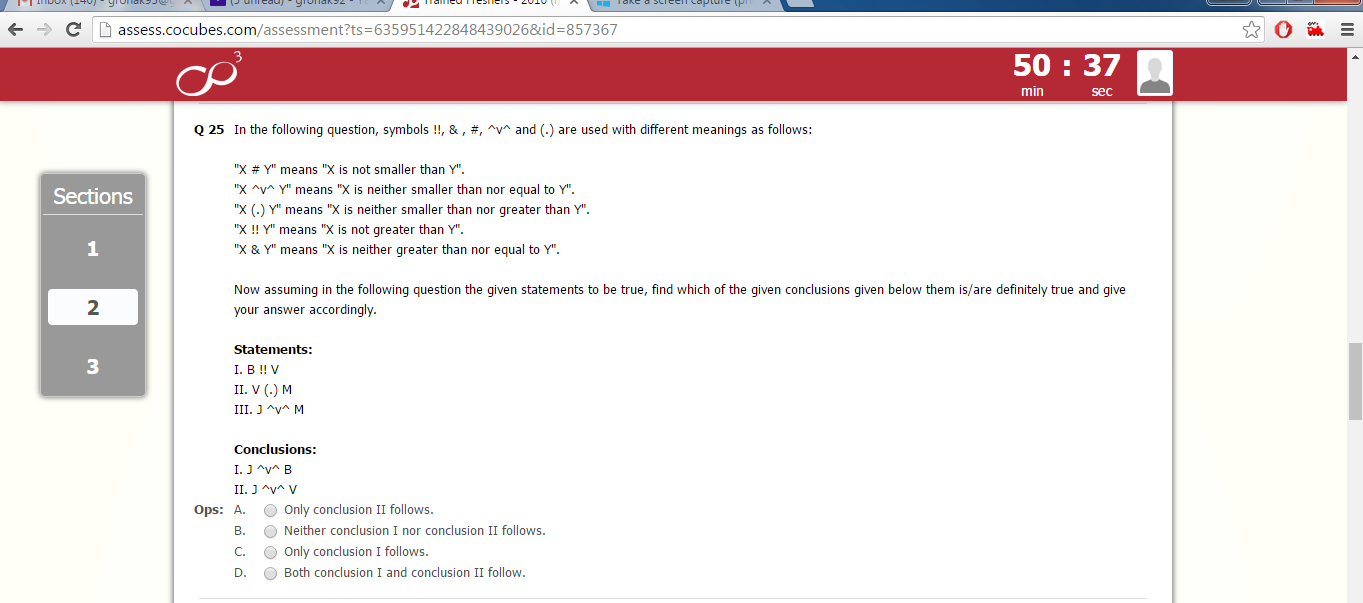 Inbox (146) - gronak93@g
(5 unread) - gronak92 - Y
Trained Freshers - 2016 (
Take a screen capture (pri
assess.cocubes.com/assessment?ts=635951422848439026&id=857367
3
50 : 37
min sec
Q 25 In the following question, symbols !!, & , #, ^v^ and (.) are used with different meanings as follows:
"X # Y" means "X is not smaller than Y".
"X ^v^ Y" means "X is neither smaller than nor equal to Y".
"X (.) Y" means "X is neither smaller than nor greater than Y".
"X !! Y" means "X is not greater than Y".
"X & Y" means "X is neither greater than nor equal to Y".
Sections
1
2
3
Now assuming in the following question the given statements to be true, find which of the given conclusions given below them is/are definitely true and give
your answer accordingly.
Statements:
I. B !! V
II. V (.) M
III. J ^v^ M
Conclusions:
I. J ^v^ B
II. J ^v^ V
Ops: A. Only conclusion II follows.
B. Neither conclusion I nor conclusion II follows.
C. Only conclusion I follows.
D. Both conclusion I and conclusion II follow.